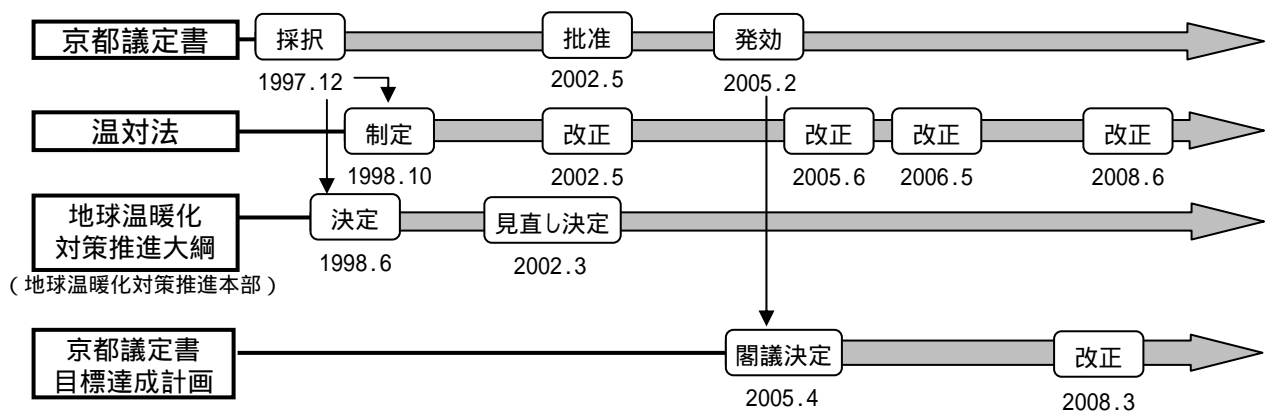 京都議定書
採択
批准
発効
1997.12
2002.5
2005.2
温対法
制定
改正
改正
改正
改正
1998.10
2002.5
2005.6
2006.5
2008.6
地球温暖化
対策推進大綱
(地球温暖化対策推進本部)
決定
見直し決定
1998.6
2002.3
京都議定書
目標達成計画
閣議決定
改正
2005.4
2008.3